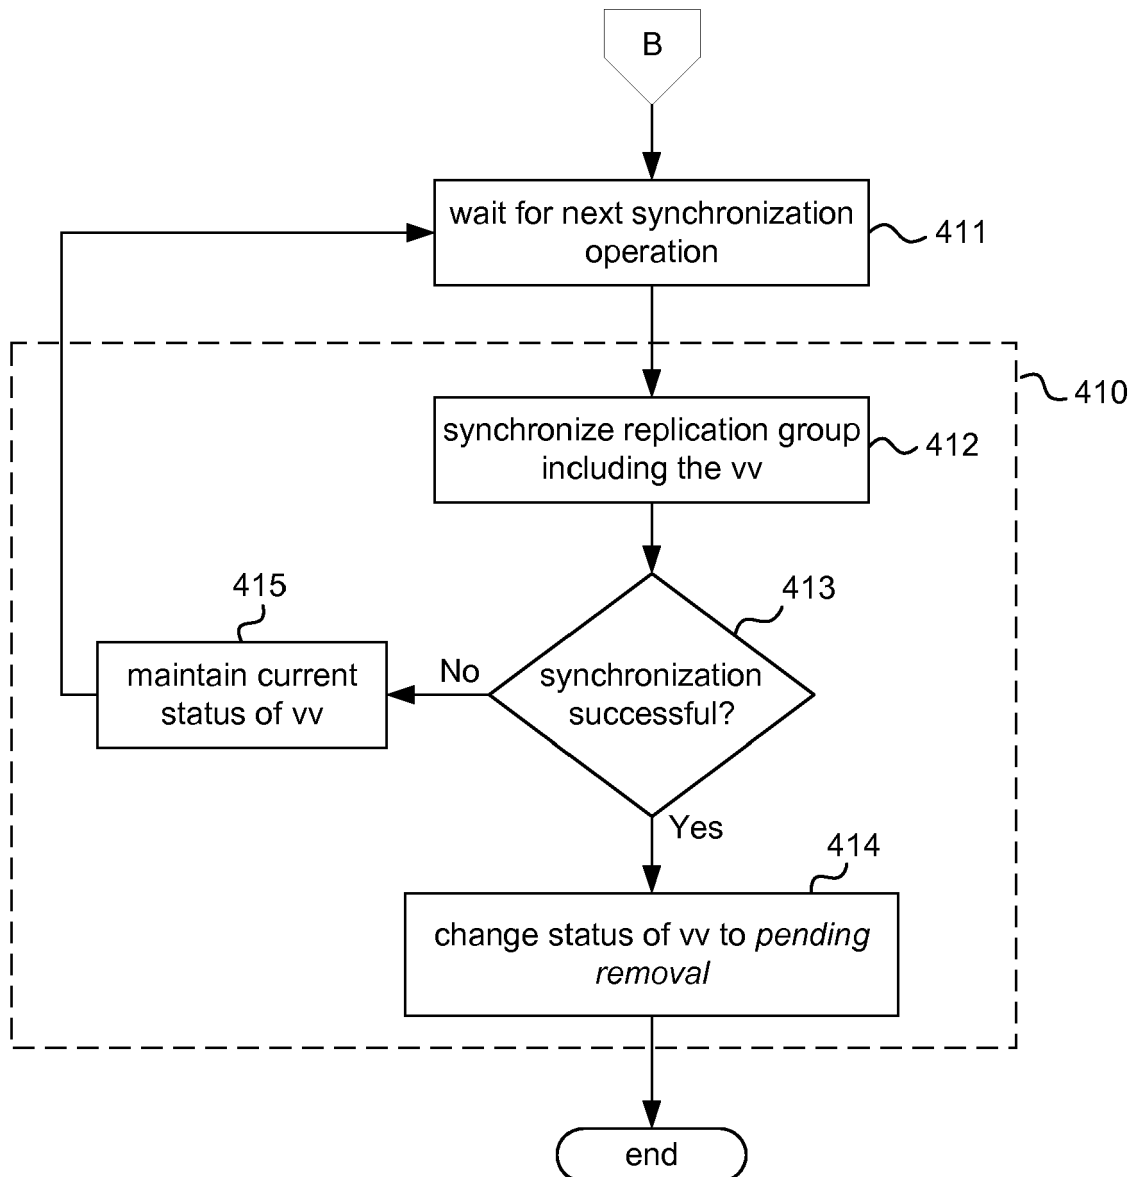 B
wait for next synchronization
operation
411
410
synchronize replication group
including the vv
412
413
415
synchronization
successful?
No
maintain current
status of vv
Yes
414
change status of vv to pending
removal
end